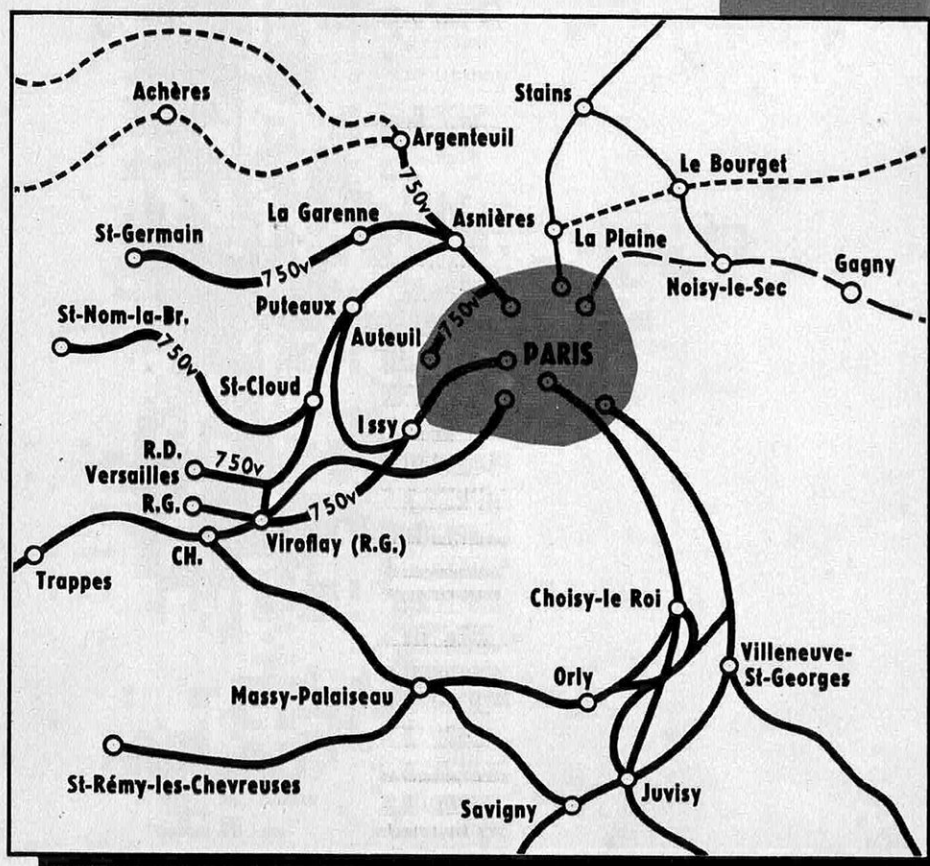 Achères
Stains
Argenteuil
Le Bourget
750v
La Garenne
Asnières
St-Germain
La Plaine
Gagny
750v
Noisy-le-Sec
Puteaux
St-Nom-la-Br.
Auteuil
750v
PARIS
750v
St-Cloud
Issy
R.D.
Versailles
750v
R.G.
750v
Viroflay (R.G.)
CH.
Trappes
Choisy-le Roi
Villeneuve-
St-Georges
Orly
Massy-Palaiseau
St-Rémy-les-Chevreuses
Juvisy
Savigny